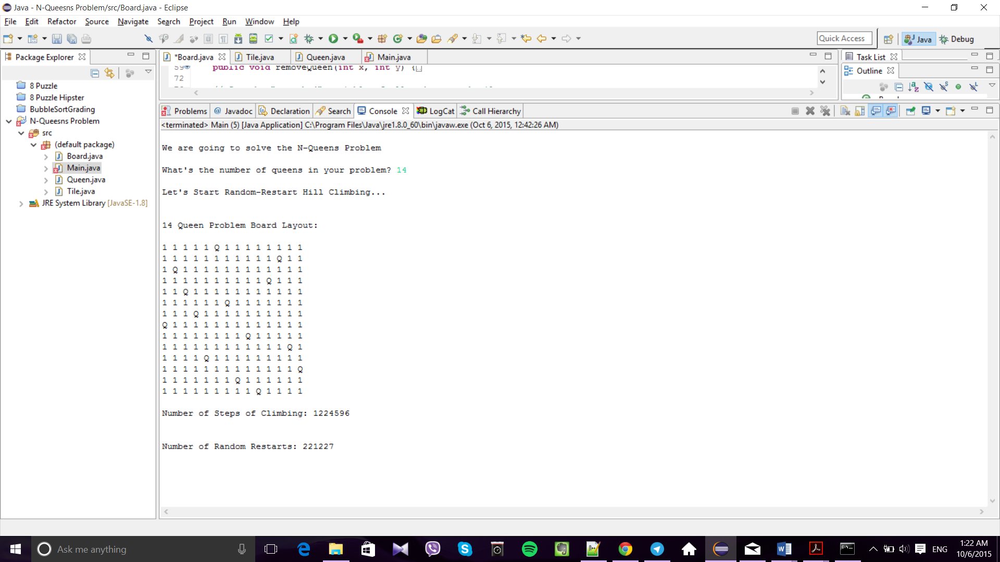 Java - N-Queesns Problem/src/Board.java - Eclipse
File Edit Refactor Source Navigate Search Project Run Window Help
Quick Access Java Debug
Package Explorer
*Board.java Tile.java Queen.java Main.java
Task List
Outline
59 public void removeQueen(int x, int y) {
72
8 Puzzle
8 Puzzle Hipster
BubbleSortGrading
N-Queesns Problem
src
(default package)
Board.java
Main.java
Queen.java
Tile.java
JRE System Library [JavaSE-1.8]
Problems @ Javadoc Declaration Search Console LogCat Call Hierarchy
<terminated> Main (5) [Java Application] C:\Program Files\Java\jre1.8.0_60\bin\javaw.exe (Oct 6, 2015, 12:42:26 AM)
We are going to solve the N-Queens Problem
What's the number of queens in your problem? 14
Let's Start Random-Restart Hill Climbing...
14 Queen Problem Board Layout:
1 1 1 1 1 Q 1 1 1 1 1 1 1 1
1 1 1 1 1 1 1 1 1 1 1 Q 1 1
1 Q 1 1 1 1 1 1 1 1 1 1 1 1
1 1 1 1 1 1 1 1 1 1 Q 1 1 1
1 1 Q 1 1 1 1 1 1 1 1 1 1 1
1 1 1 1 1 1 Q 1 1 1 1 1 1 1
1 1 1 Q 1 1 1 1 1 1 1 1 1 1
Q 1 1 1 1 1 1 1 1 1 1 1 1 1
1 1 1 1 1 1 1 1 Q 1 1 1 1 1
1 1 1 1 1 1 1 1 1 1 1 1 Q 1
1 1 1 1 Q 1 1 1 1 1 1 1 1 1
1 1 1 1 1 1 1 1 1 1 1 1 1 Q
1 1 1 1 1 1 1 Q 1 1 1 1 1 1
1 1 1 1 1 1 1 1 1 Q 1 1 1 1
Number of Steps of Climbing: 1224596
Number of Random Restarts: 221227
Ask me anything
ENG
1:22 AM
10/6/2015